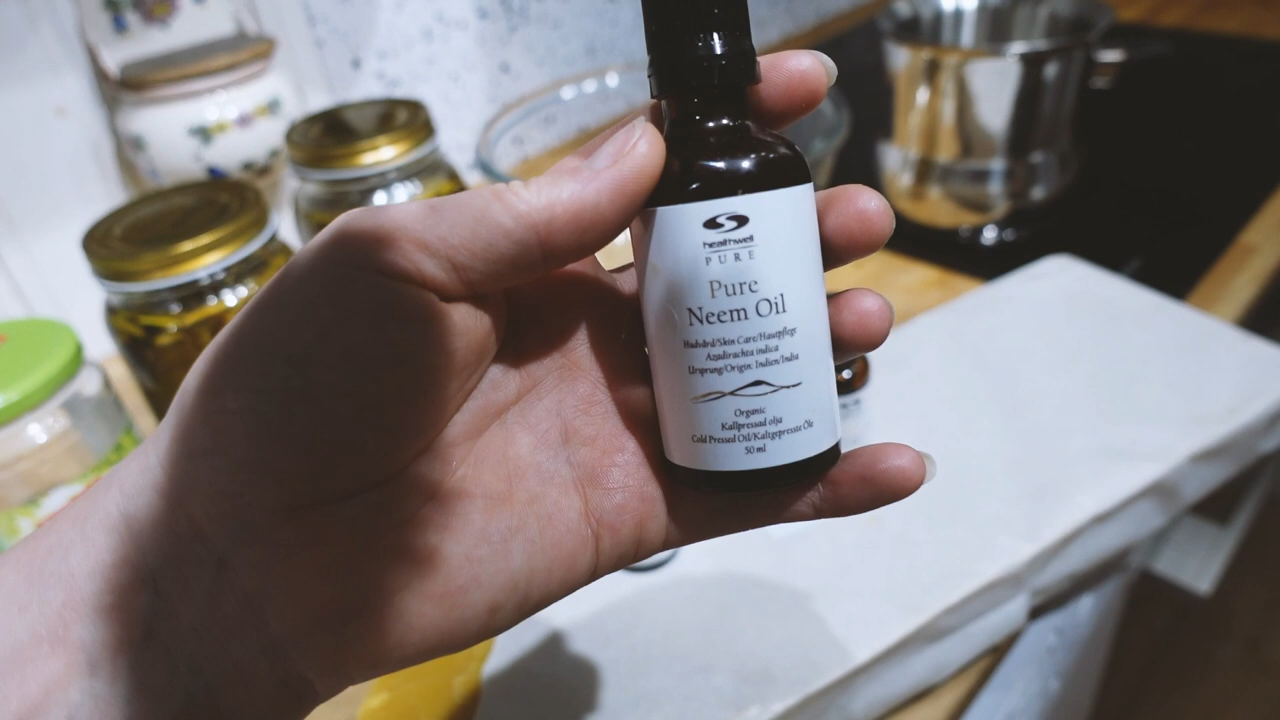 healthwell
PURE
Pure
Neem Oil
Hudvård/Skin Care/Hautpflege
Azadirachta indica
Ursprung/Origin: Indien/India
Organic
Kallpressad olja
Cold Pressed Oil/Kaltgepresste Öle
50 ml